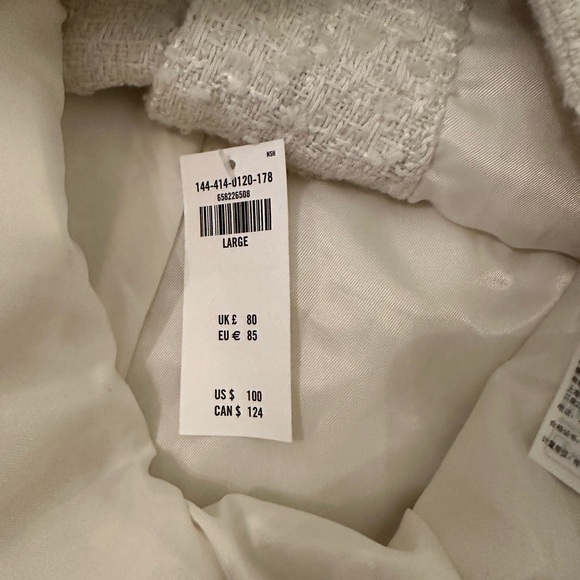 NSH
144-414-0120-178
658226508
LARGE
UK £ 80
EU € 85
US $ 100
CAN $ 124